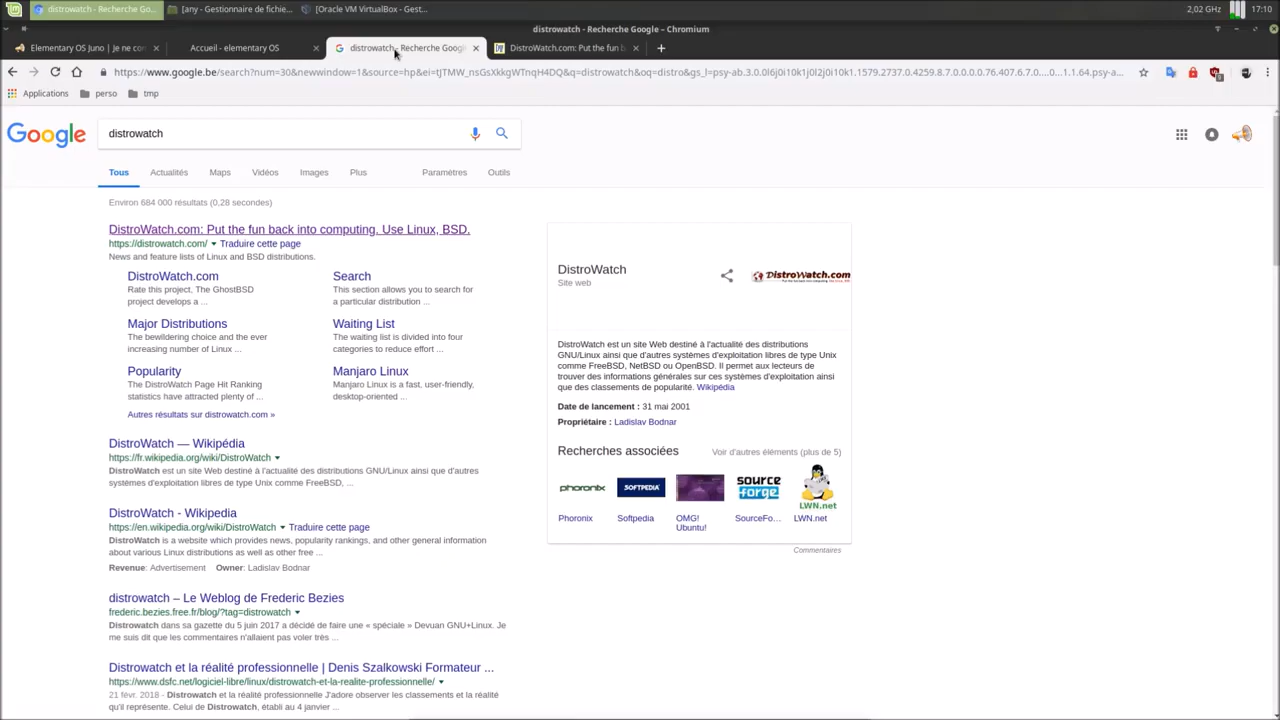 distrowatch - Recherche Go...
[any - Gestionnaire de fichie...
[Oracle VM VirtualBox - Gest...
2,02 GHz
17:10
distrowatch - Recherche Google – Chromium
Elementary OS Juno | Je ne co
Accueil - elementary OS
distrowatch - Recherche Googl
DistroWatch.com: Put the fun b
https://www.google.be/search?num=30&newwindow=1&source=hp&ei=tJTMW_nsGsXkkgWTnqH4DQ&q=distrowatch&oq=distro&gs_l=psy-ab.3.0.0l6j0i10k1j0l2j0i10k1.1579.2737.0.4259.8.7.0.0.0.0.76.407.6.7.0....0...1.1.64.psy-a...
Applications
perso
tmp
Google
distrowatch
Tous
Actualités
Maps
Vidéos
Images
Plus
Paramètres
Outils
Environ 684 000 résultats (0,28 secondes)
DistroWatch.com: Put the fun back into computing. Use Linux, BSD.
https://distrowatch.com/ Traduire cette page
News and feature lists of Linux and BSD distributions.
DistroWatch.com
Rate this project, The GhostBSD
project develops a ...
Search
This section allows you to search for
a particular distribution ...
Major Distributions
The bewildering choice and the ever
increasing number of Linux ...
Waiting List
The waiting list is divided into four
categories to reduce effort ...
Popularity
The DistroWatch Page Hit Ranking
statistics have attracted plenty of ...
Manjaro Linux
Manjaro Linux is a fast, user-friendly,
desktop-oriented ...
Autres résultats sur distrowatch.com »
DistroWatch — Wikipédia
https://fr.wikipedia.org/wiki/DistroWatch
DistroWatch est un site Web destiné à l'actualité des distributions GNU/Linux ainsi que d'autres
systèmes d'exploitation libres de type Unix comme FreeBSD, ...
DistroWatch - Wikipedia
https://en.wikipedia.org/wiki/DistroWatch Traduire cette page
DistroWatch is a website which provides news, popularity rankings, and other general information
about various Linux distributions as well as other free ...
Revenue: Advertisement Owner: Ladislav Bodnar
distrowatch – Le Weblog de Frederic Bezies
frederic.bezies.free.fr/blog/?tag=distrowatch
Distrowatch dans sa gazette du 5 juin 2017 a décidé de faire une « spéciale » Devuan GNU+Linux. Je
me suis dit que les commentaires n'allaient pas voler très ...
Distrowatch et la réalité professionnelle | Denis Szalkowski Formateur ...
https://www.dsfc.net/logiciel-libre/linux/distrowatch-et-la-realite-professionnelle/
21 févr. 2018 - Distrowatch et la réalité professionnelle J'adore observer les classements et la réalité
qu'il représente. Celui de Distrowatch, établi au 4 janvier ...
DistroWatch
Site web
DistroWatch.com
DistroWatch est un site Web destiné à l'actualité des distributions
GNU/Linux ainsi que d'autres systèmes d'exploitation libres de type Unix
comme FreeBSD, NetBSD ou OpenBSD. Il permet aux lecteurs de
trouver des informations générales sur ces systèmes d'exploitation ainsi
que des classements de popularité. Wikipédia
Date de lancement : 31 mai 2001
Propriétaire : Ladislav Bodnar
Recherches associées
Voir d'autres éléments (plus de 5)
phoronix
SOFTPEDIA
source
forge
LWN.net
Phoronix
Softpedia
OMG!
Ubuntu!
SourceFo...
LWN.net
Commentaires